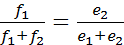 f₁/(f₁+f₂) = e₂/(e₁+e₂)